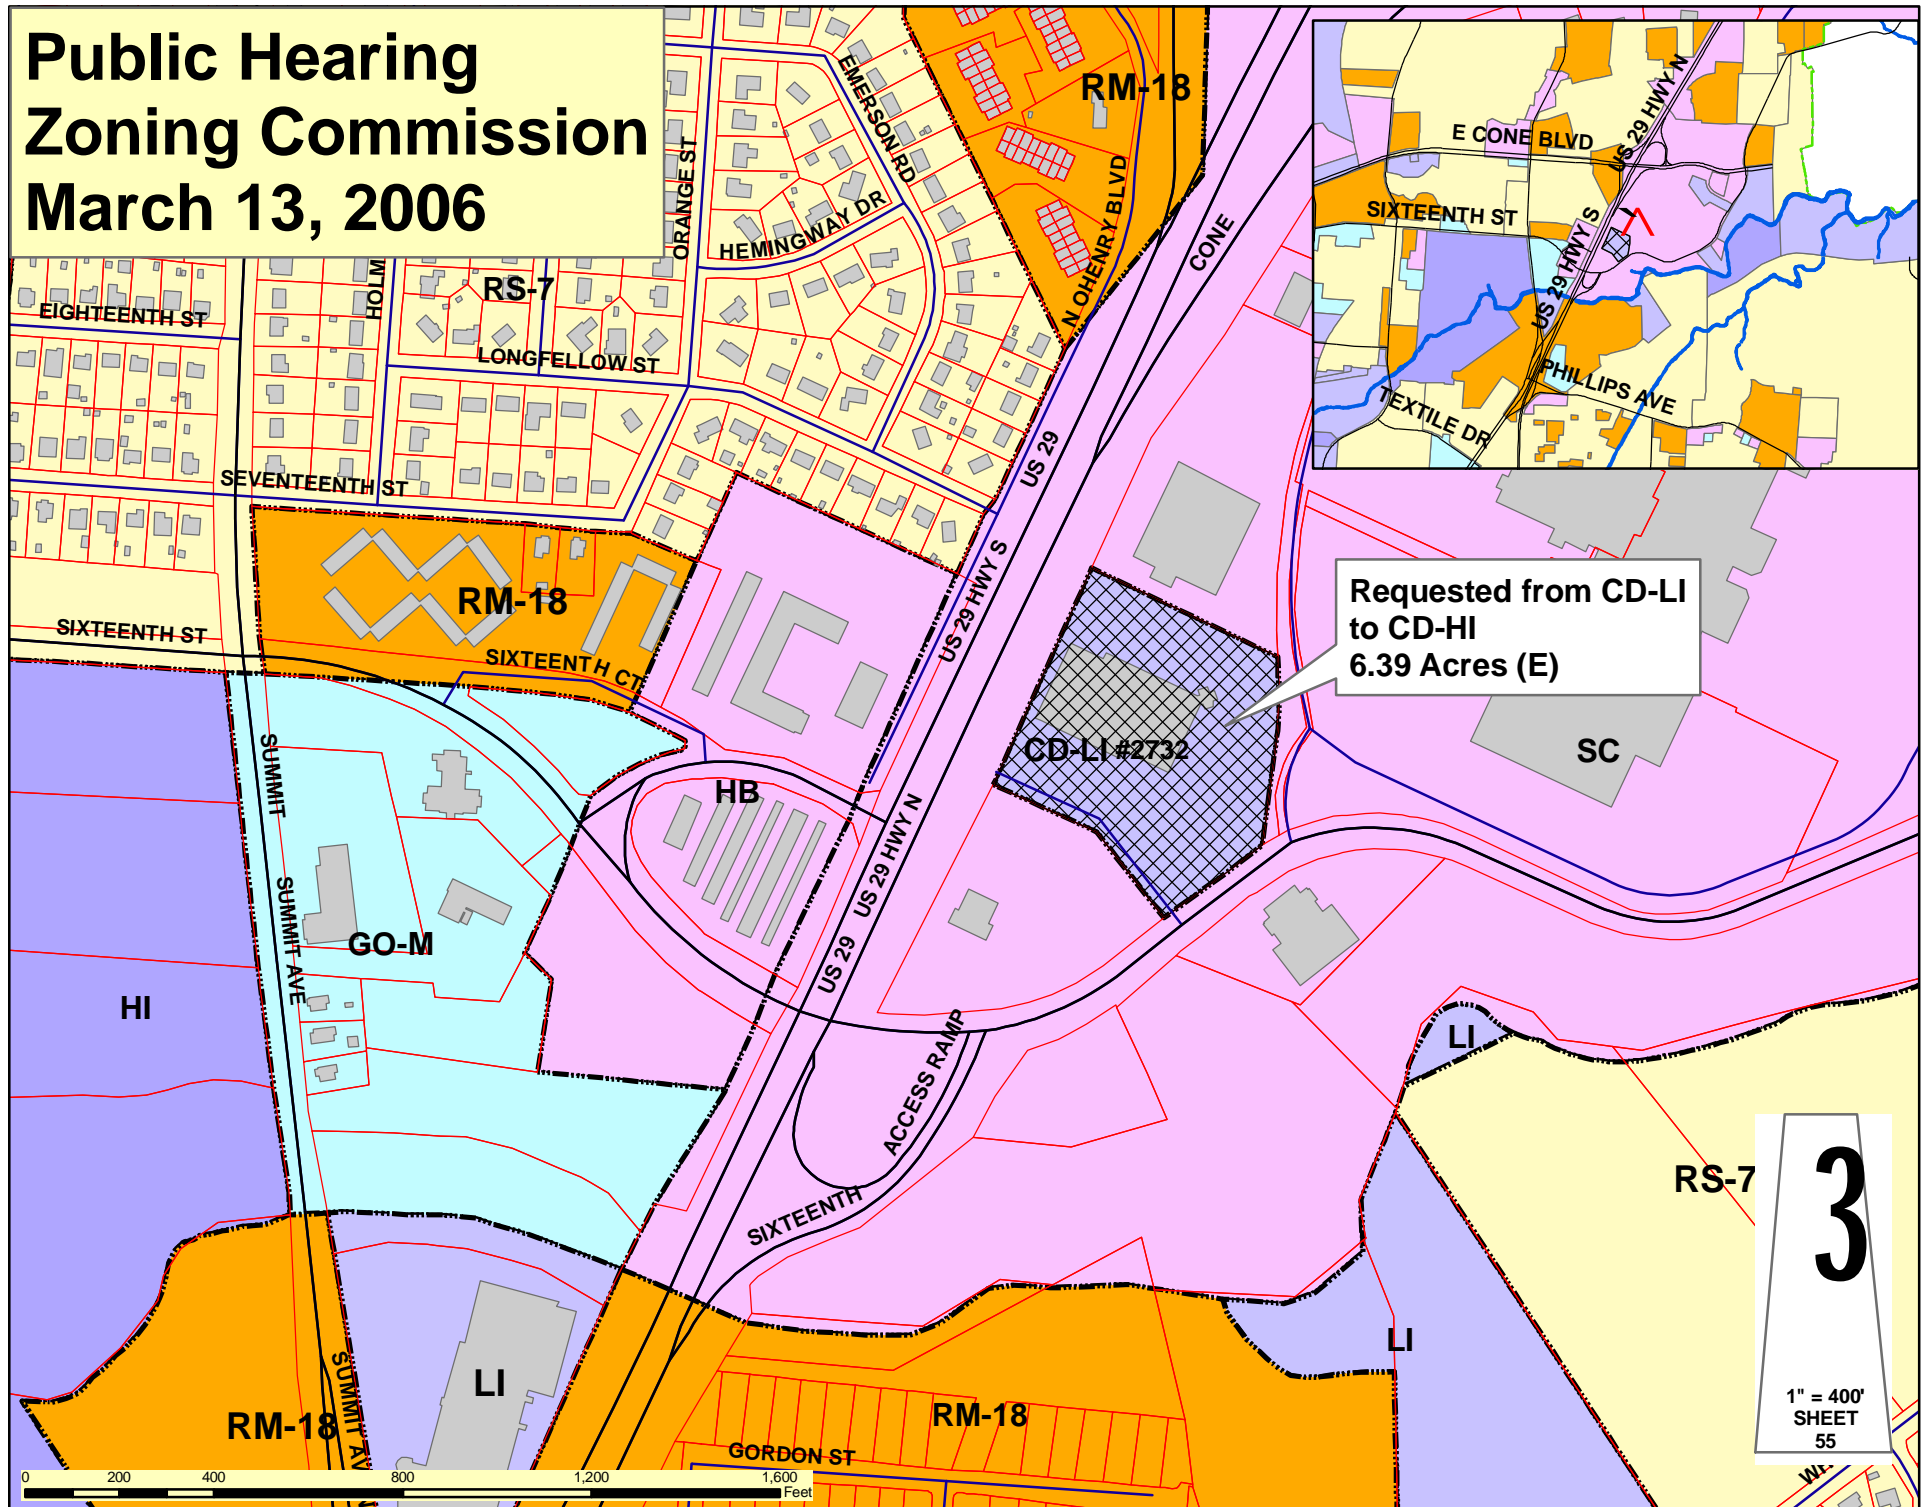 Public Hearing
Zoning Commission
March 13, 2006
EMERSON RD
RM-18
ORANGE ST
HEMINGWAY DR
N OHENRY BLVD
CONE
HOLM
RS-7
EIGHTEENTH ST
LONGFELLOW ST
US 29 HWY N
E CONE BLVD
SIXTEENTH ST
US 29 HWY S
PHILLIPS AVE
TEXTILE DR
US 29
SEVENTEENTH ST
US 29 HWY S
RM-18
SIXTEENTH ST
SIXTEENTH CT
Requested from CD-LI
to CD-HI
6.39 Acres (E)
CD-LI #2732
SC
SUMMIT
HB
US 29 HWY N
SUMMIT AVE
GO-M
US 29
HI
ACCESS RAMP
LI
RS-7
SIXTEENTH
3
LI
LI
SUMMIT AV
RM-18
RM-18
GORDON ST
1" = 400'
SHEET
55
0 200 400 800 1,200 1,600
Feet